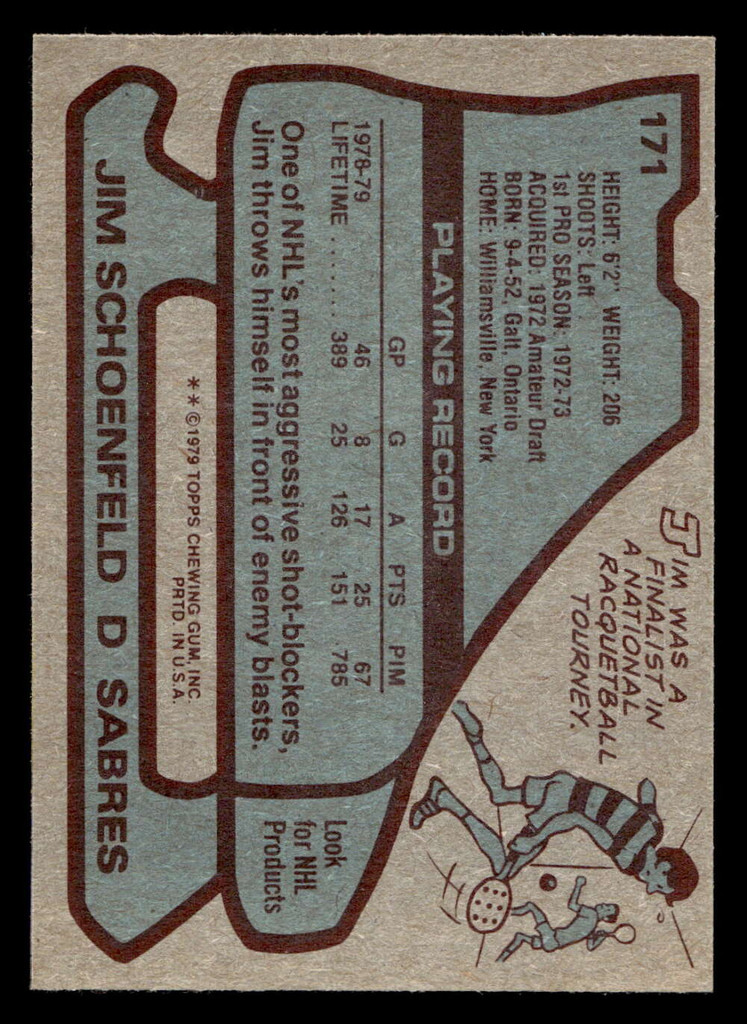 171
HEIGHT: 6'2" WEIGHT: 206
SHOOTS: Left
1st PRO SEASON: 1972-73
ACQUIRED: 1972 Amateur Draft
BORN: 9-4-52, Galt, Ontario
HOME: Williamsville, New York
JIM WAS A
FINALIST IN
A NATIONAL
RACQUETBALL
TOURNEY.
PLAYING RECORD
GP G A PTS PIM
1978-79 46 8 17 25 67
LIFETIME ....... 389 25 126 151 785
One of NHL's most aggressive shot-blockers,
Jim throws himself in front of enemy blasts.
Look
for NHL
Products
**©1979 TOPPS CHEWING GUM, INC.
PRTD. IN U.S.A.
JIM SCHOENFELD D SABRES